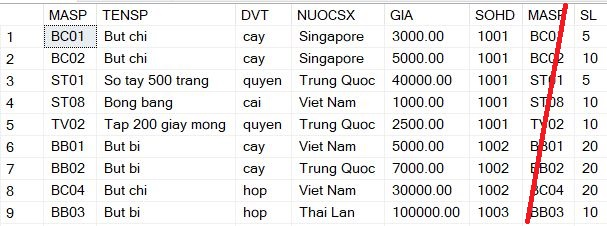 MASP TENSP DVT NUOCSX GIA SOHD MASP SL
1 BC01 But chi cay Singapore 3000.00 1001 BC01 5
2 BC02 But chi cay Singapore 5000.00 1001 BC02 10
3 ST01 So tay 500 trang quyen Trung Quoc 40000.00 1001 ST01 5
4 ST08 Bong bang cai Viet Nam 1000.00 1001 ST08 10
5 TV02 Tap 200 giay mong quyen Trung Quoc 2500.00 1001 TV02 10
6 BB01 But bi cay Viet Nam 5000.00 1002 BB01 20
7 BB02 But bi cay Trung Quoc 7000.00 1002 BB02 20
8 BC04 But chi hop Viet Nam 30000.00 1002 BC04 20
9 BB03 But bi hop Thai Lan 100000.00 1003 BB03 10